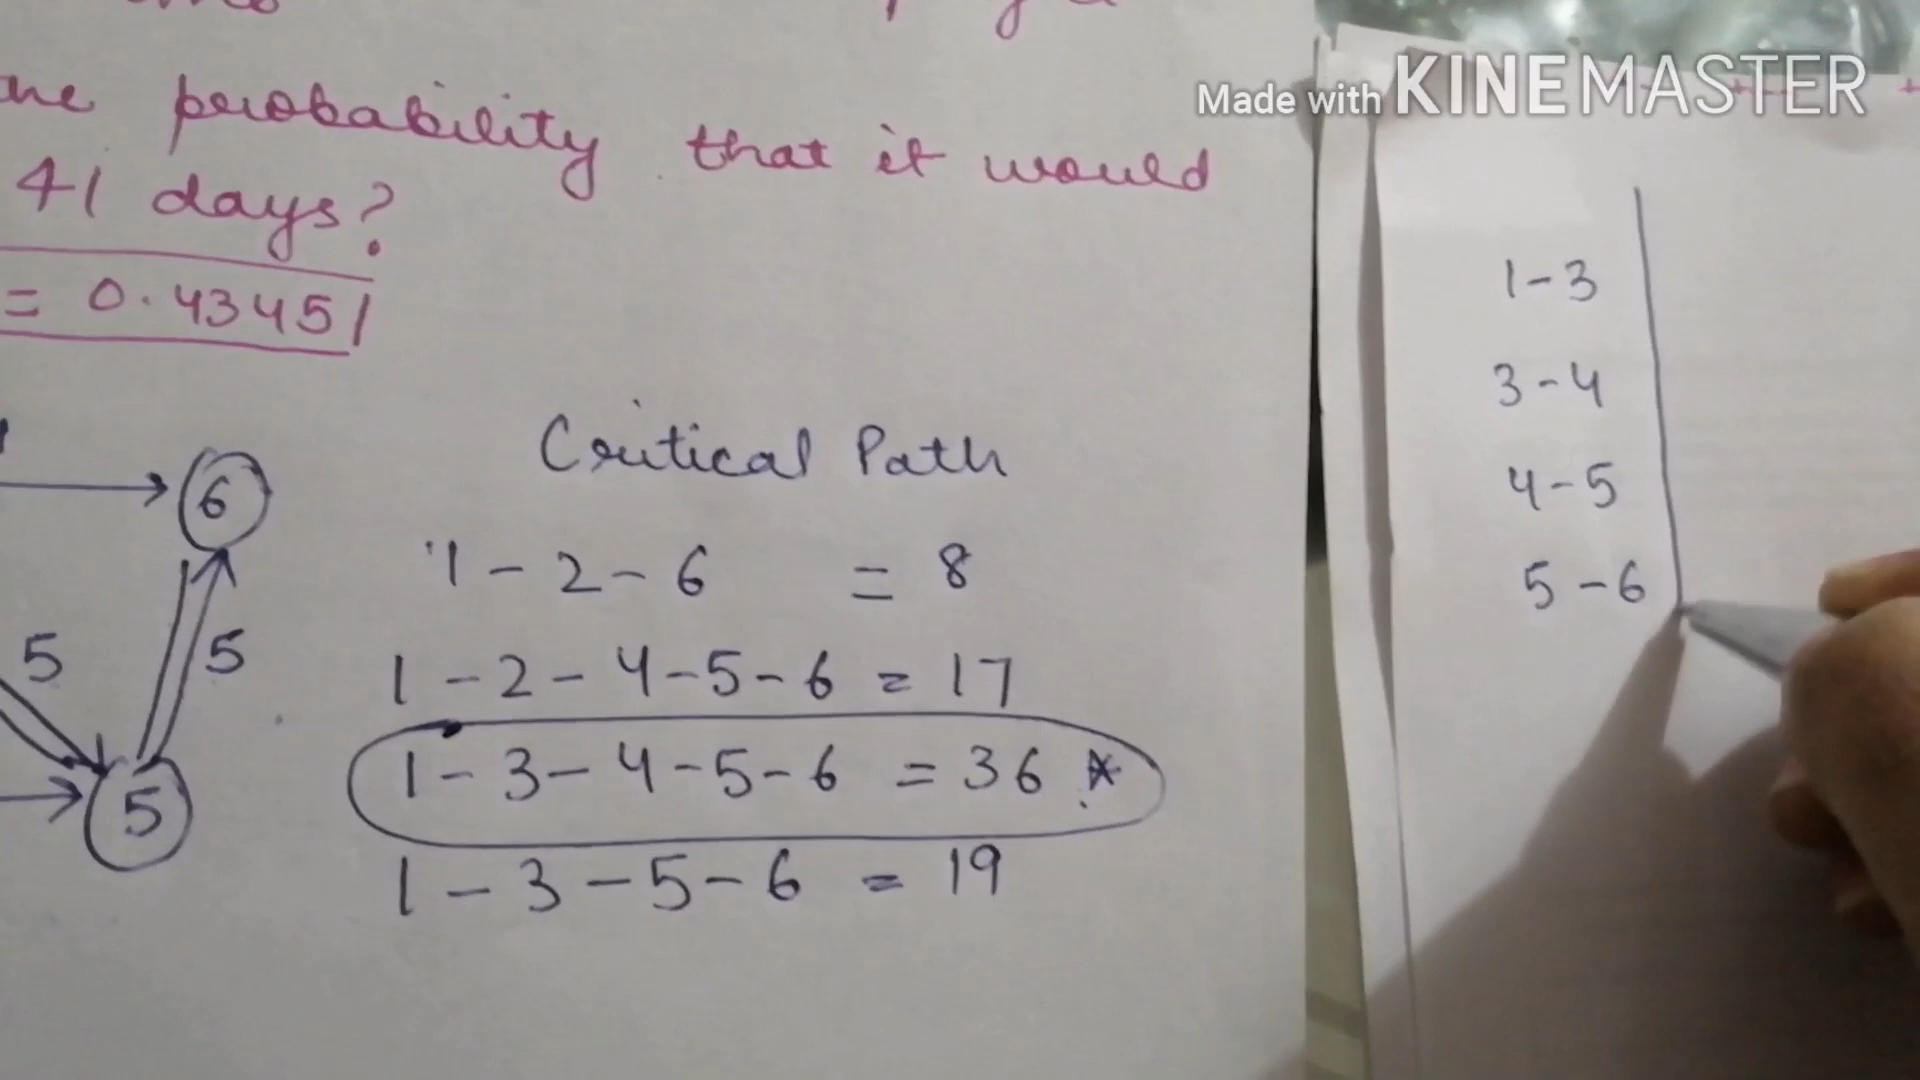 probability that it would
41 days?
= 0.43451
6
5
5
5
Critical Path
1 - 2 - 6 = 8
1 - 2 - 4 - 5 - 6 = 17
1 - 3 - 4 - 5 - 6 = 36 *
1 - 3 - 5 - 6 = 19
Made with KINEMASTER
1 - 3
3 - 4
4 - 5
5 - 6